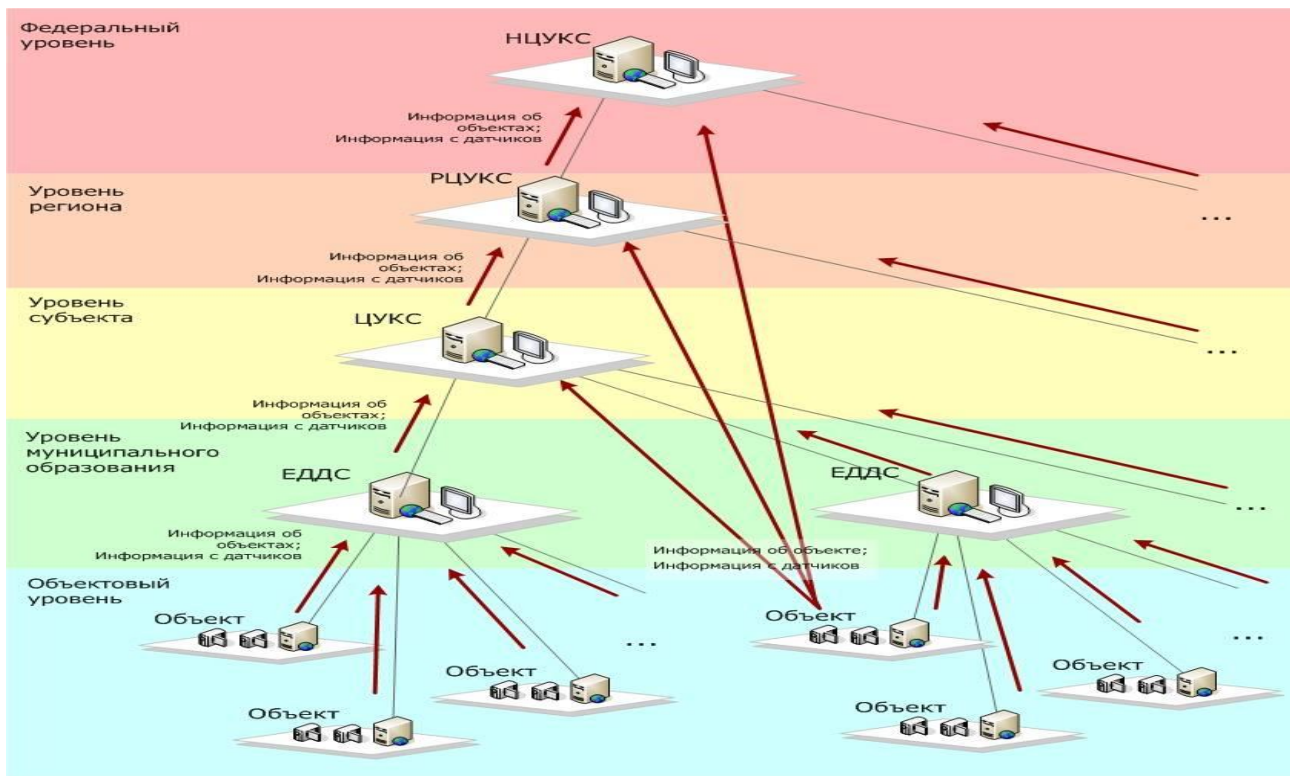 Федеральный
уровень
НЦУКС
Информация об
объектах;
Информация с датчиков
Уровень
региона
РЦУКС
...
Информация об
объектах;
Информация с датчиков
Уровень
субъекта
ЦУКС
...
Информация об
объектах;
Информация с датчиков
Уровень
муниципального
образования
ЕДДС
ЕДДС
...
Информация об
объектах;
Информация с датчиков
Информация об объекте;
Информация с датчиков
Объектовый
уровень
Объект
...
Объект
...
Объект
Объект
Объект
Объект